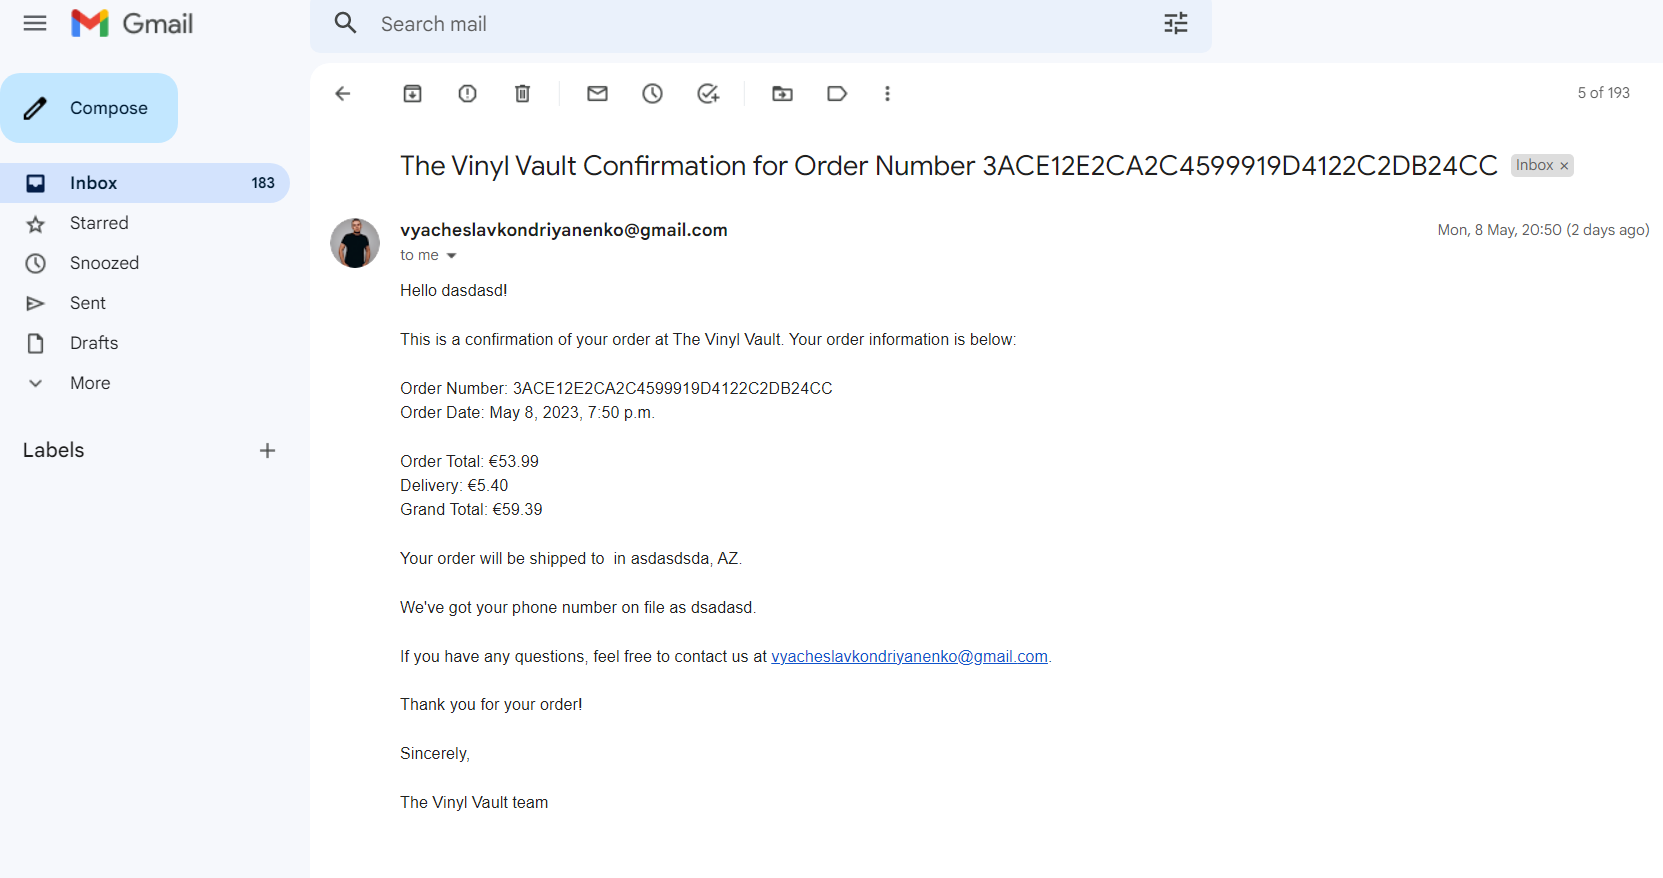 Gmail
Search mail
Compose
5 of 193
Inbox 183
Starred
Snoozed
Sent
Drafts
More
Labels
The Vinyl Vault Confirmation for Order Number 3ACE12E2CA2C4599919D4122C2DB24CC Inbox ×
vyacheslavkondriyanenko@gmail.com Mon, 8 May, 20:50 (2 days ago)
to me
Hello dasdasd!
This is a confirmation of your order at The Vinyl Vault. Your order information is below:
Order Number: 3ACE12E2CA2C4599919D4122C2DB24CC
Order Date: May 8, 2023, 7:50 p.m.
Order Total: €53.99
Delivery: €5.40
Grand Total: €59.39
Your order will be shipped to  in asdasdsda, AZ.
We've got your phone number on file as dsadasd.
If you have any questions, feel free to contact us at vyacheslavkondriyanenko@gmail.com.
Thank you for your order!
Sincerely,
The Vinyl Vault team